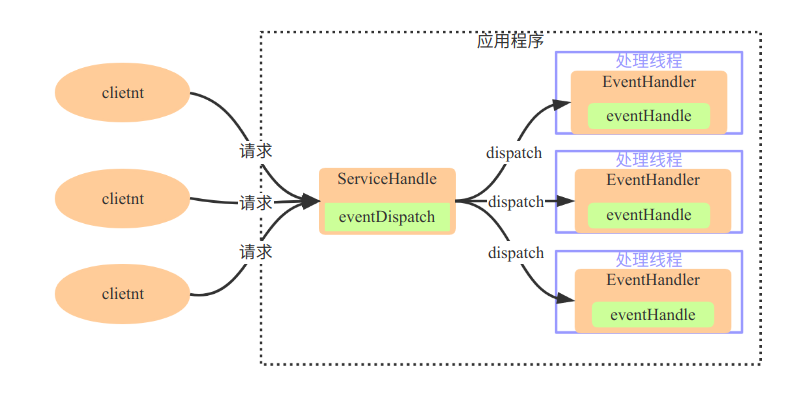 应用程序
clietnt
clietnt
clietnt
请求
请求
请求
ServiceHandle
eventDispatch
dispatch
dispatch
dispatch
处理线程
EventHandler
eventHandle
处理线程
EventHandler
eventHandle
处理线程
EventHandler
eventHandle